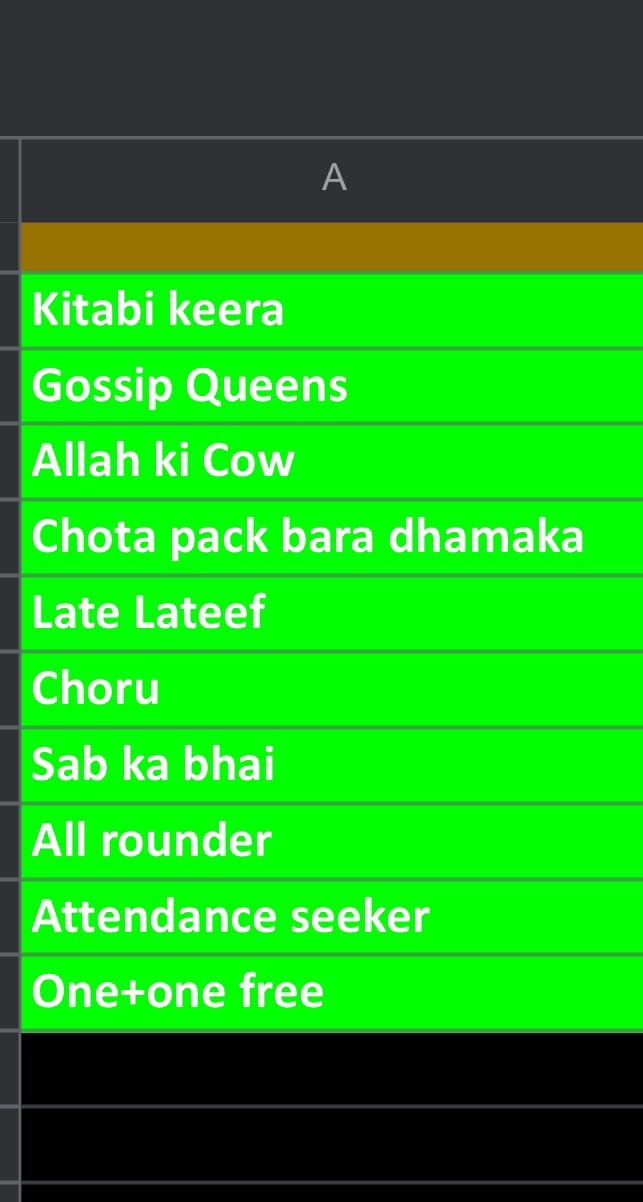 A
Kitabi keera
Gossip Queens
Allah ki Cow
Chota pack bara dhamaka
Late Lateef
Choru
Sab ka bhai
All rounder
Attendance seeker
One+one free